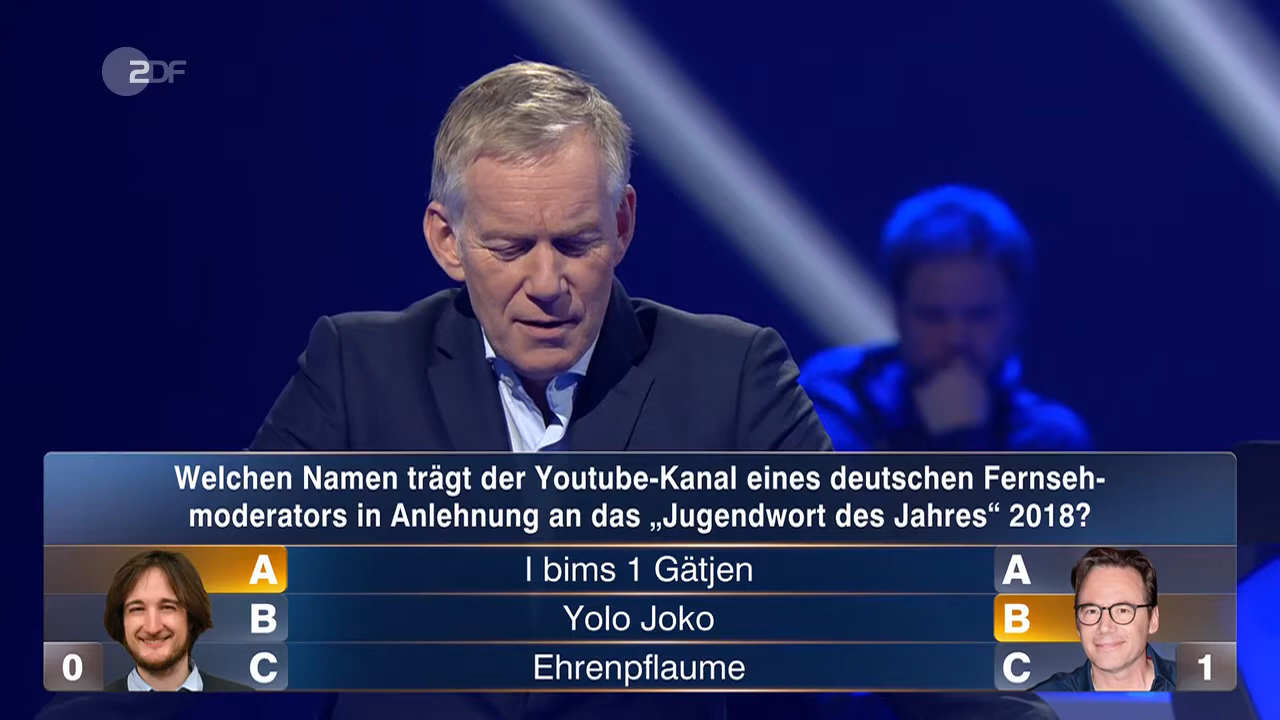 ZDF
Welchen Namen trägt der Youtube-Kanal eines deutschen Fernseh-
moderators in Anlehnung an das „Jugendwort des Jahres“ 2018?
A I bims 1 Gätjen A
B Yolo Joko B
0 C Ehrenpflaume C 1